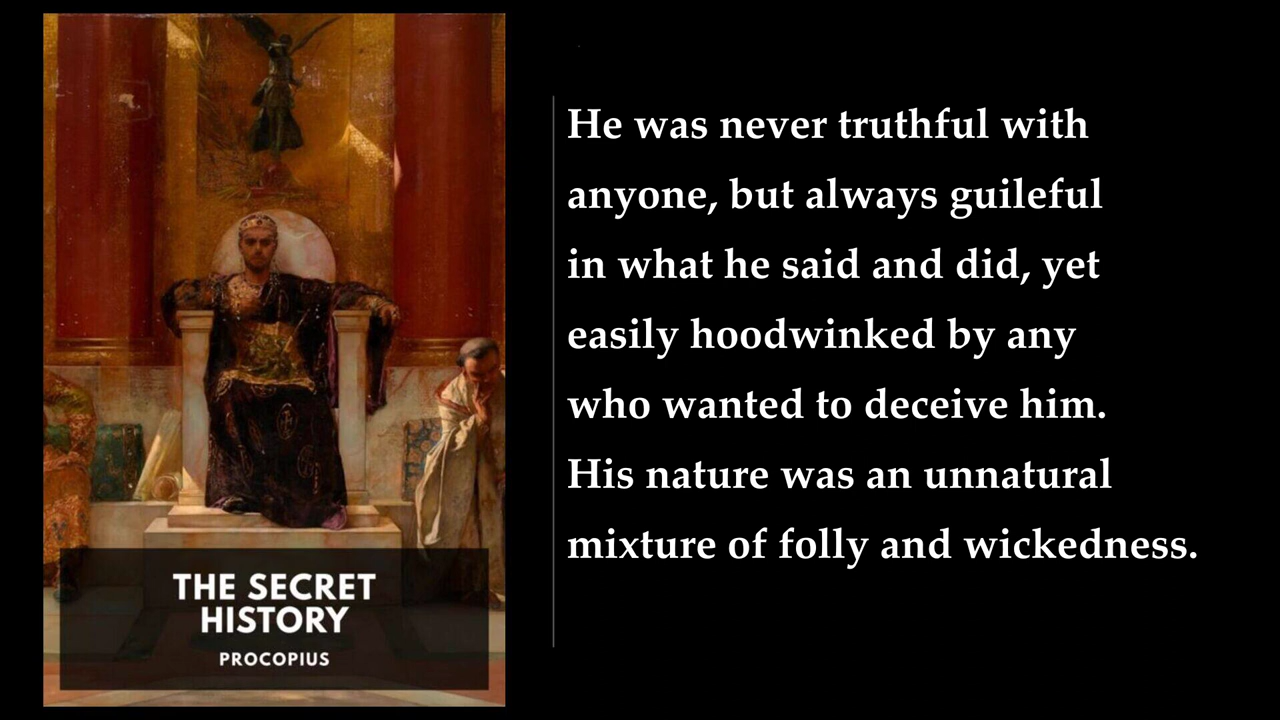 THE SECRET
HISTORY
PROCOPIUS
He was never truthful with
anyone, but always guileful
in what he said and did, yet
easily hoodwinked by any
who wanted to deceive him.
His nature was an unnatural
mixture of folly and wickedness.